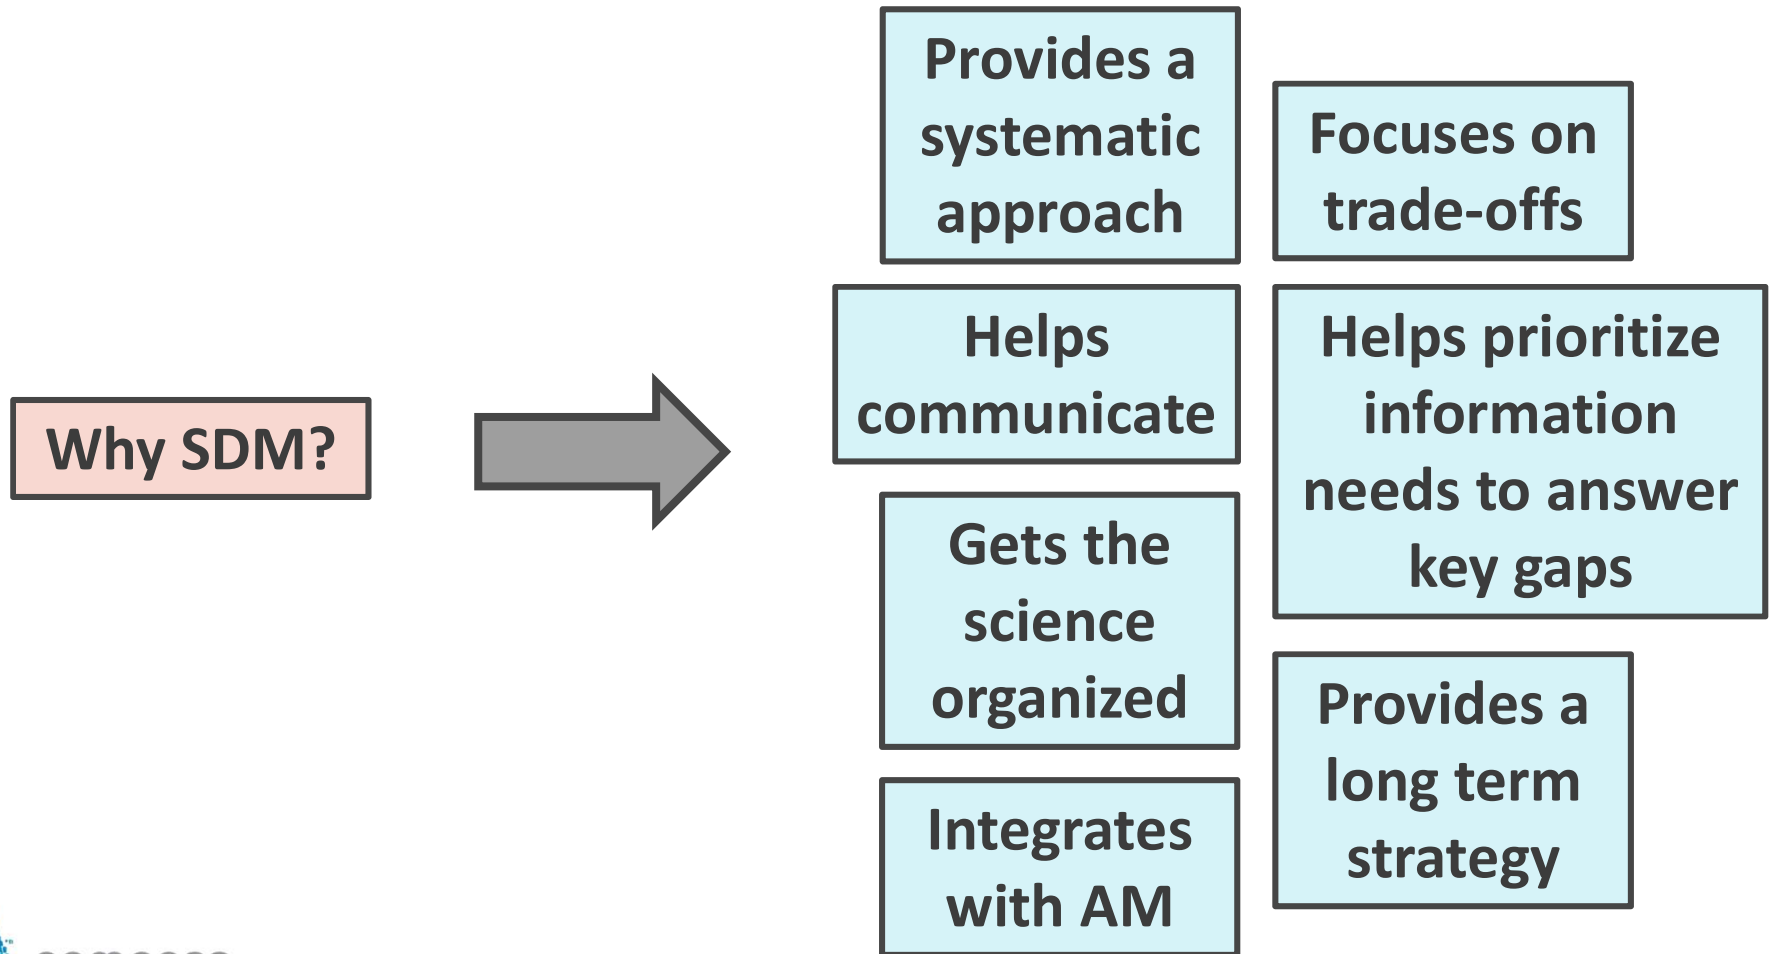 Why SDM?
Provides a
systematic
approach
Helps
communicate
Gets the
science
organized
Integrates
with AM
Focuses on
trade-offs
Helps prioritize
information
needs to answer
key gaps
Provides a
long term
strategy